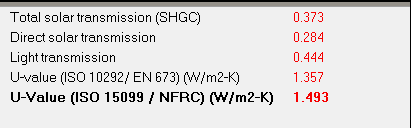 Total solar transmission (SHGC) 0.373
Direct solar transmission 0.284
Light transmission 0.444
U-value (ISO 10292/ EN 673) (W/m2-K) 1.357
U-Value (ISO 15099 / NFRC) (W/m2-K) 1.493